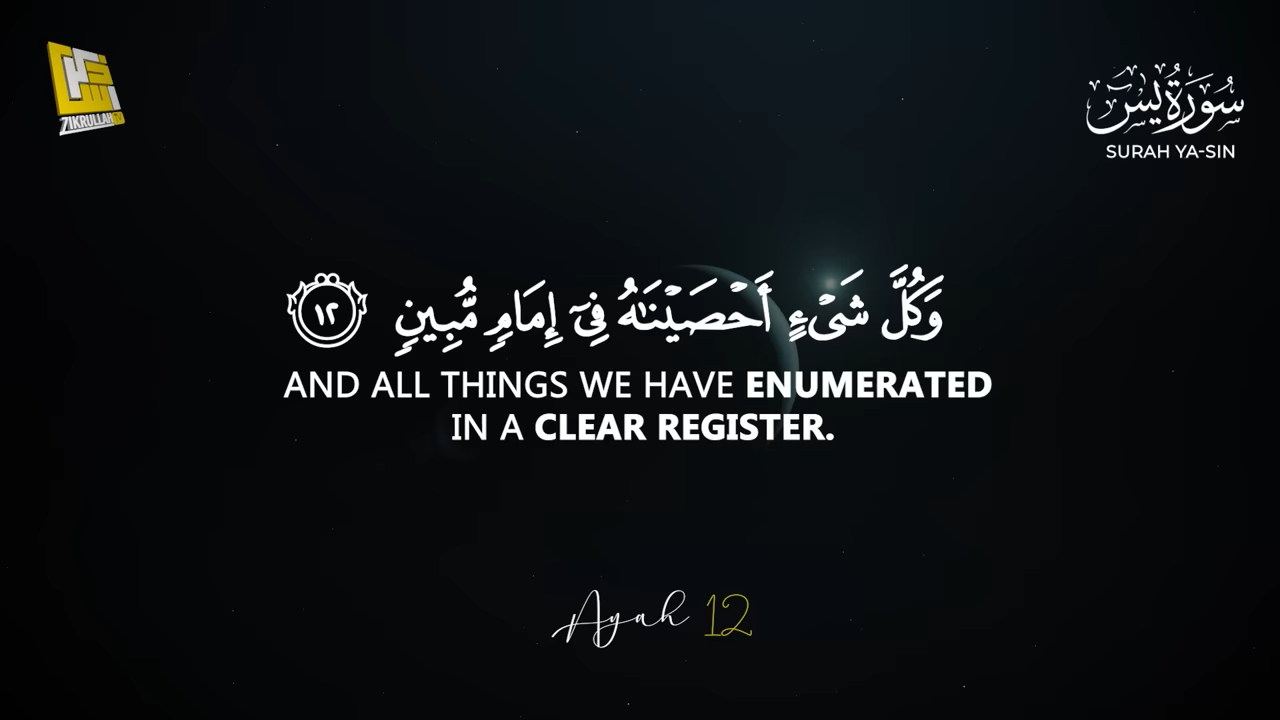 ZIKRULLAH TV
سُورَةُ يسٓ
SURAH YA-SIN
وَكُلَّ شَىْءٍ أَحْصَيْنَـٰهُ فِىٓ إِمَامٍ مُّبِينٍ ١٢
AND ALL THINGS WE HAVE ENUMERATED
IN A CLEAR REGISTER.
Ayah 12